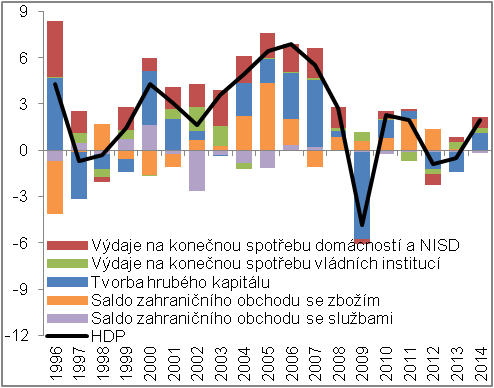 9
6
3
0
-3
-6
-9
-12
Výdaje na konečnou spotřebu domácností a NISD
Výdaje na konečnou spotřebu vládních institucí
Tvorba hrubého kapitálu
Saldo zahraničního obchodu se zbožím
Saldo zahraničního obchodu se službami
HDP
1996 1997 1998 1999 2000 2001 2002 2003 2004 2005 2006 2007 2008 2009 2010 2011 2012 2013 2014